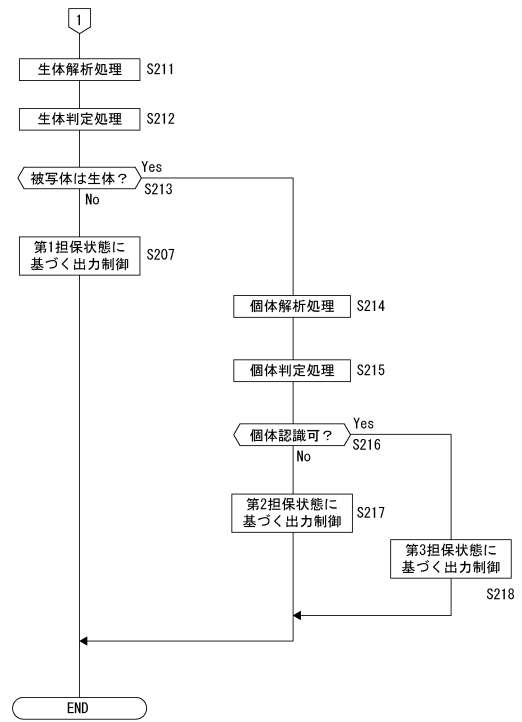 1
生体解析処理 S211
生体判定処理 S212
被写体は生体？ Yes
S213
No
第1担保状態に
基づく出力制御 S207
個体解析処理 S214
個体判定処理 S215
個体認識可？ Yes
S216
No
第2担保状態に
基づく出力制御 S217
第3担保状態に
基づく出力制御
S218
END